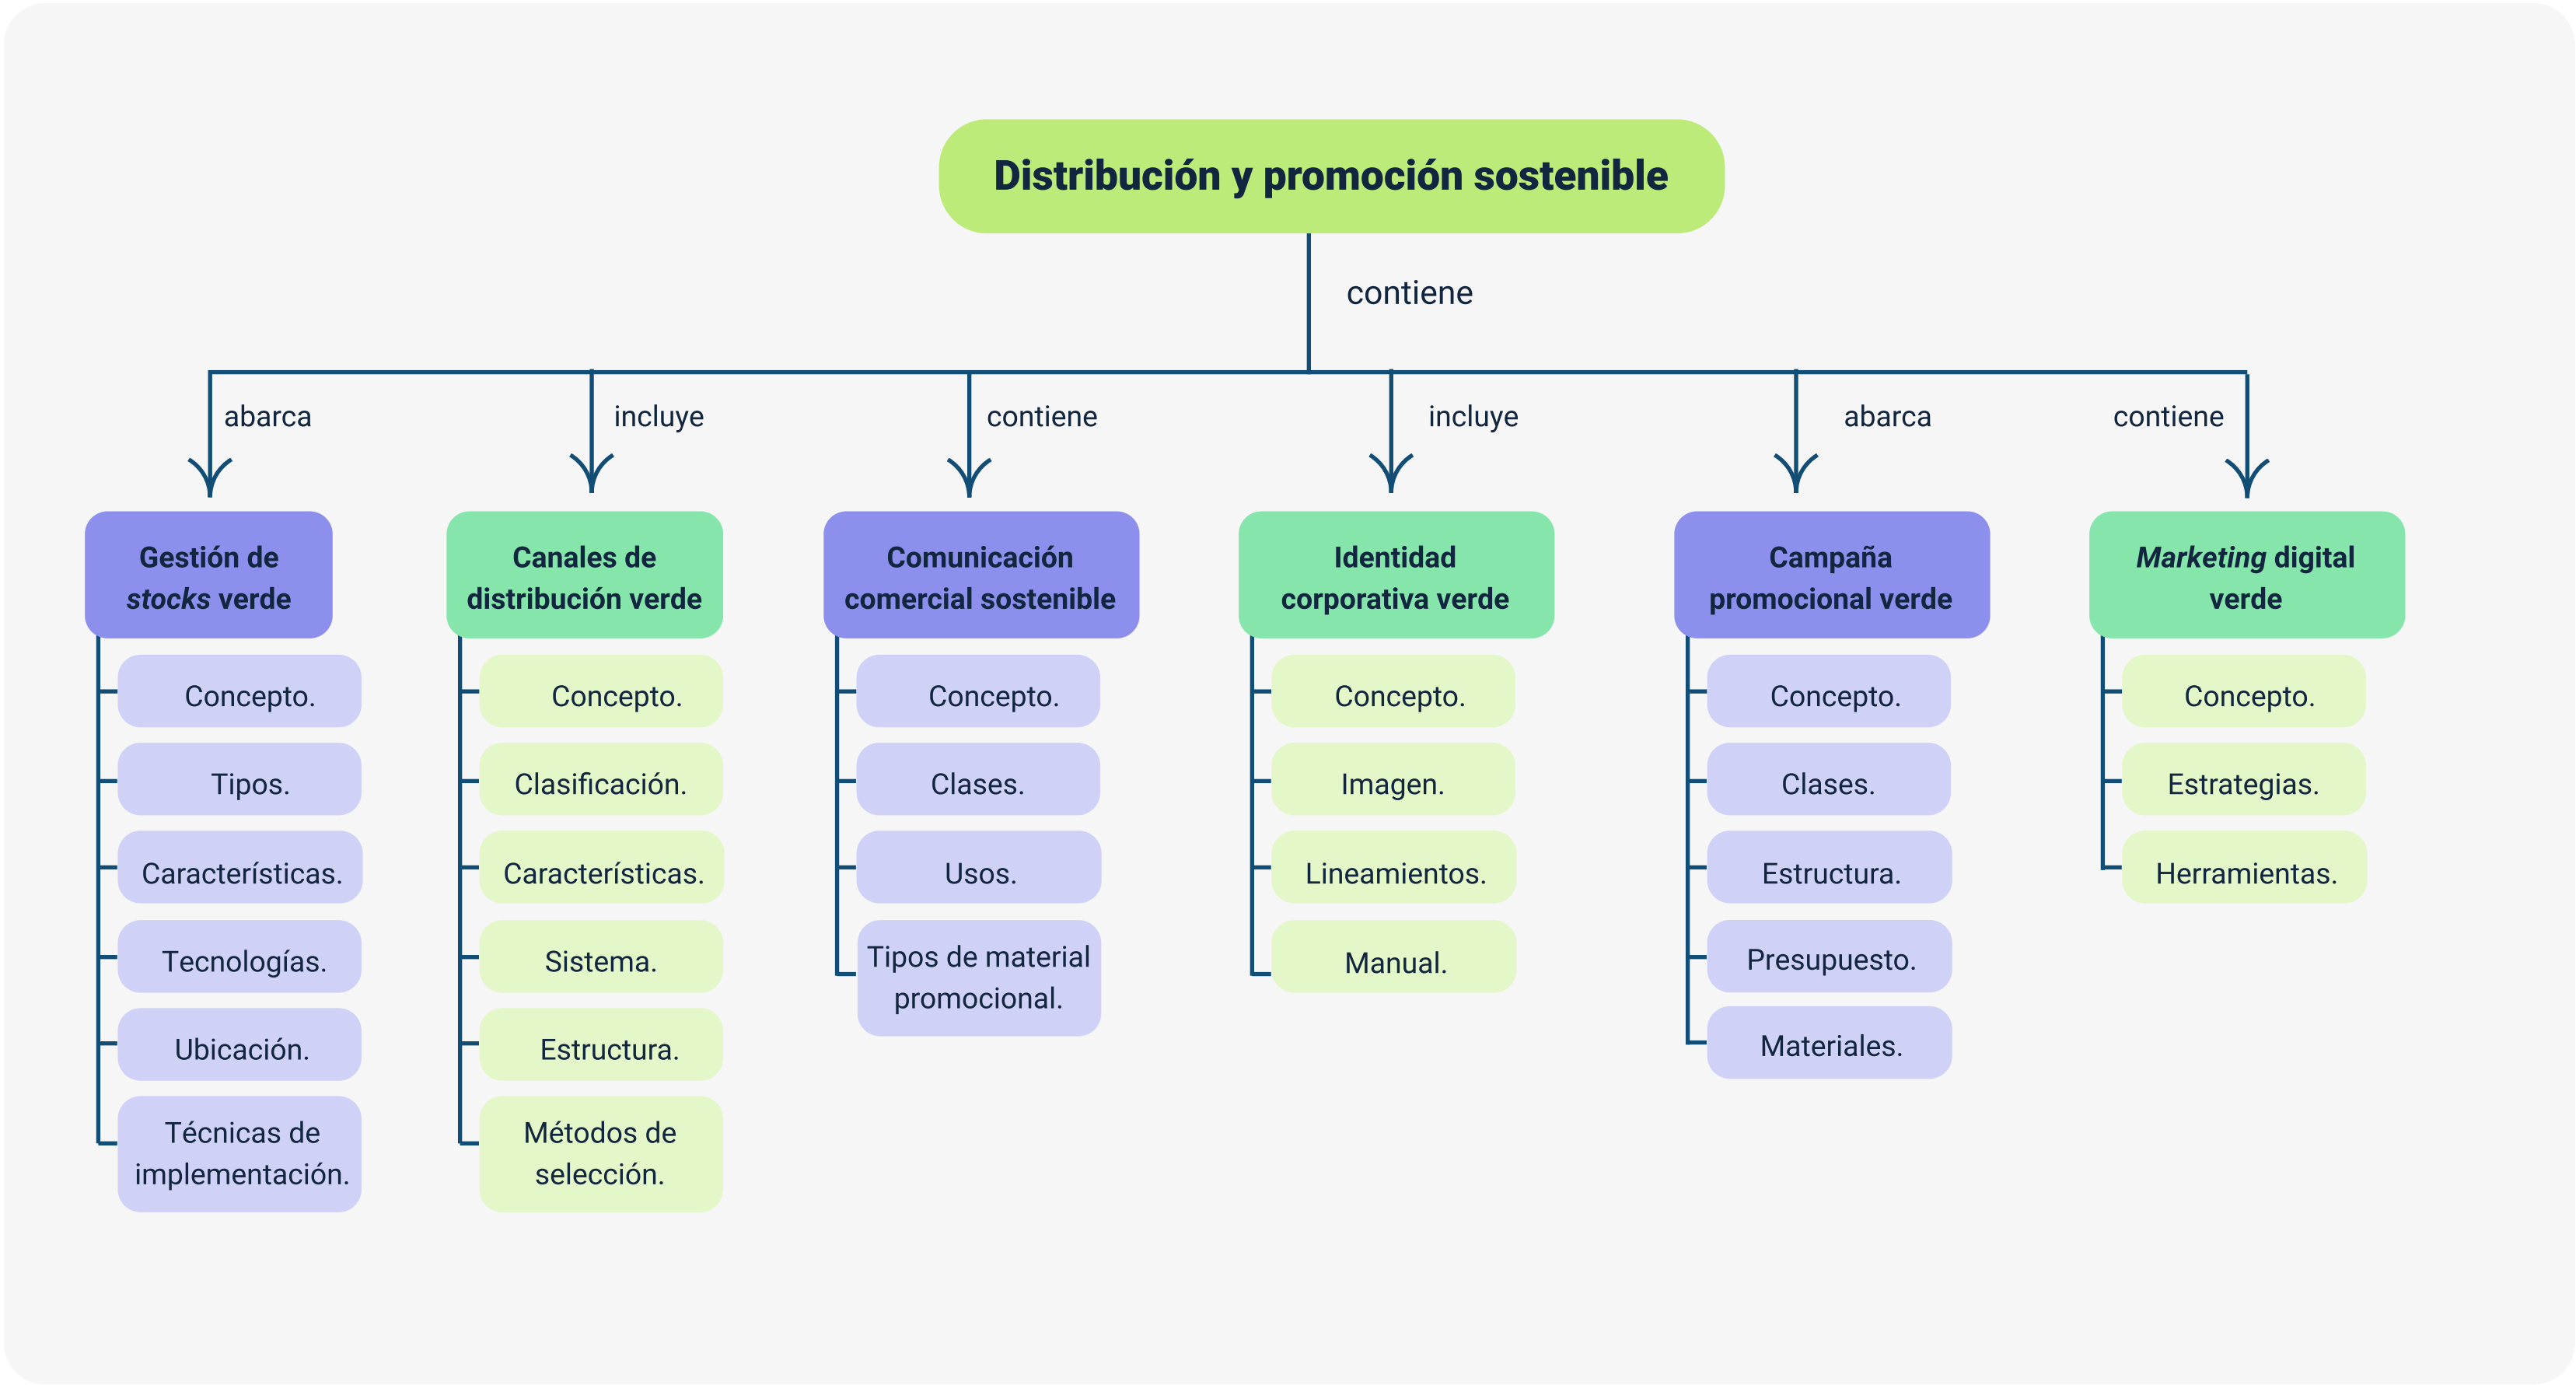 Distribución y promoción sostenible
contiene
abarca
incluye
contiene
incluye
abarca
contiene
Gestión de
stocks verde
Concepto.
Tipos.
Características.
Tecnologías.
Ubicación.
Técnicas de
implementación.
Canales de
distribución verde
Concepto.
Clasificación.
Características.
Sistema.
Estructura.
Métodos de
selección.
Comunicación
comercial sostenible
Concepto.
Clases.
Usos.
Tipos de material
promocional.
Identidad
corporativa verde
Concepto.
Imagen.
Lineamientos.
Manual.
Campaña
promocional verde
Concepto.
Clases.
Estructura.
Presupuesto.
Materiales.
Marketing digital
verde
Concepto.
Estrategias.
Herramientas.